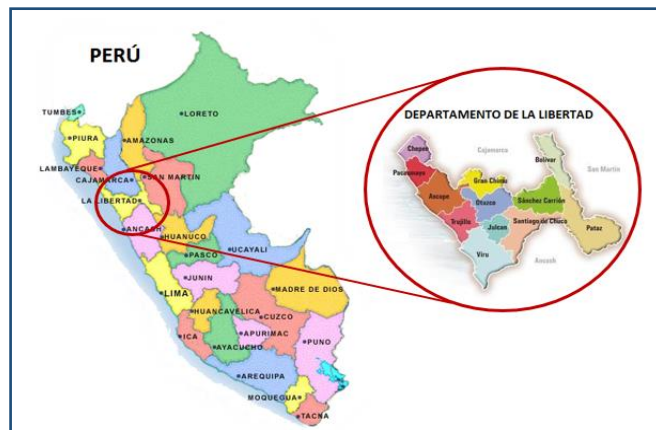 PERÚ
TUMBES
LORETO
PIURA
AMAZONAS
LAMBAYEQUE
SAN MARTIN
CAJAMARCA
LA LIBERTAD
ANCASH
HUANUCO
UCAYALI
PASCO
JUNIN
LIMA
MADRE DE DIOS
HUANCAVELICA
CUZCO
ICA
APURIMAC
PUNO
AYACUCHO
AREQUIPA
MOQUEGUA
TACNA
DEPARTAMENTO DE LA LIBERTAD
Chepén
Cajamarca
Bolívar
Pacasmayo
San Martín
Gran Chimú
Ascope
Otuzco
Sánchez Carrión
Trujillo
Julcan
Santiago de Chuco
Pataz
Viru
Ancash